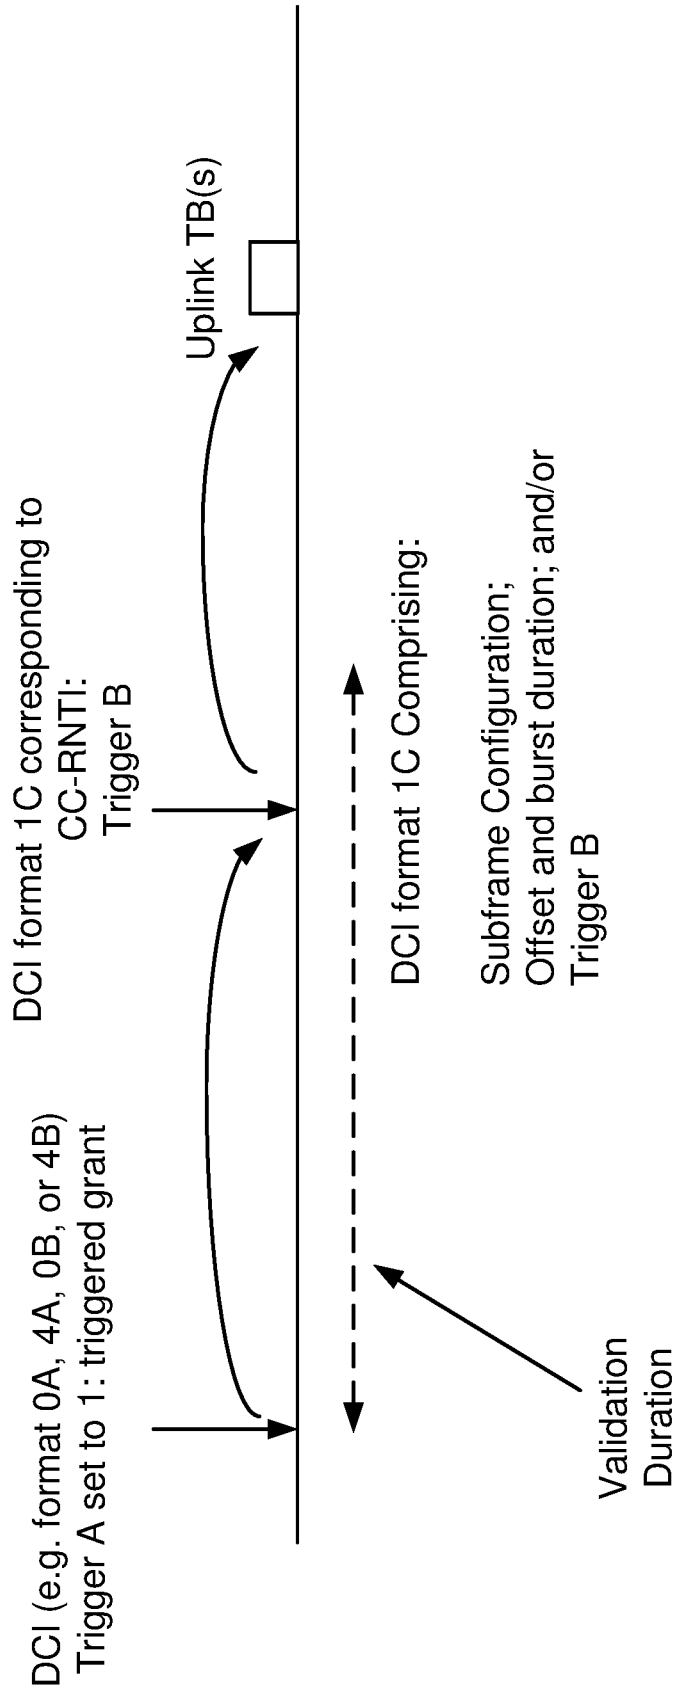 DCI (e.g. format 0A, 4A, 0B, or 4B)
Trigger A set to 1: triggered grant
DCI format 1C corresponding to
CC-RNTI:
Trigger B
Uplink TB(s)
Validation
Duration
DCI format 1C Comprising:
Subframe Configuration;
Offset and burst duration; and/or
Trigger B